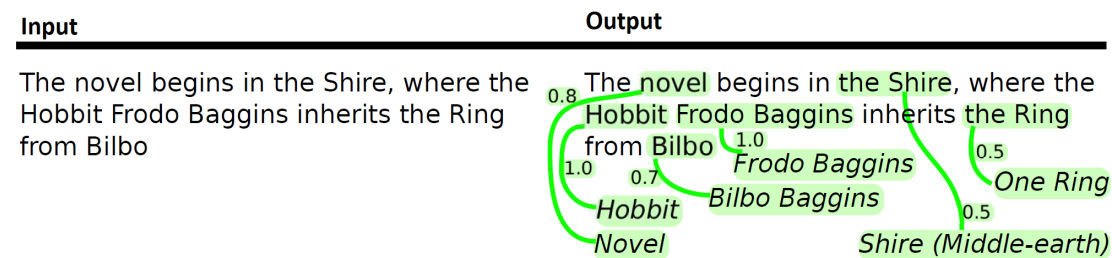 Input
Output
The novel begins in the Shire, where the
Hobbit Frodo Baggins inherits the Ring
from Bilbo
The novel begins in the Shire, where the
0.8
Hobbit Frodo Baggins inherits the Ring
from Bilbo
1.0
0.5
Frodo Baggins
1.0
0.7
One Ring
Bilbo Baggins
Hobbit
0.5
Novel
Shire (Middle-earth)